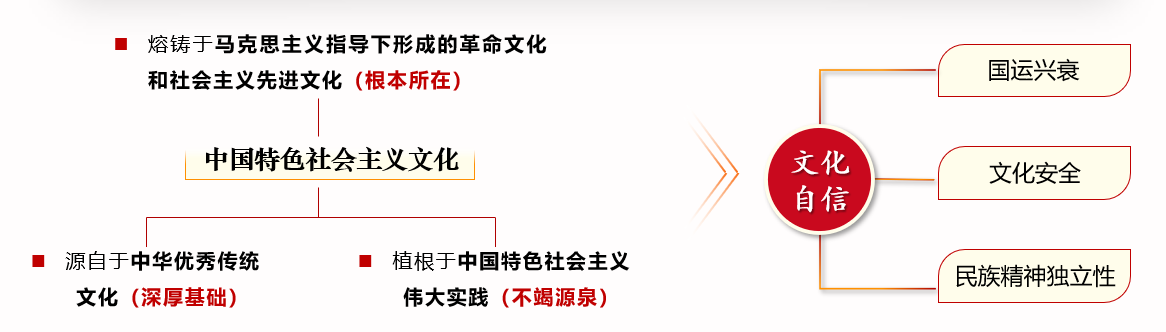 熔铸于马克思主义指导下形成的革命文化
和社会主义先进文化（根本所在）
中国特色社会主义文化
源自于中华优秀传统
文化（深厚基础）
植根于中国特色社会主义
伟大实践（不竭源泉）
文化
自信
国运兴衰
文化安全
民族精神独立性